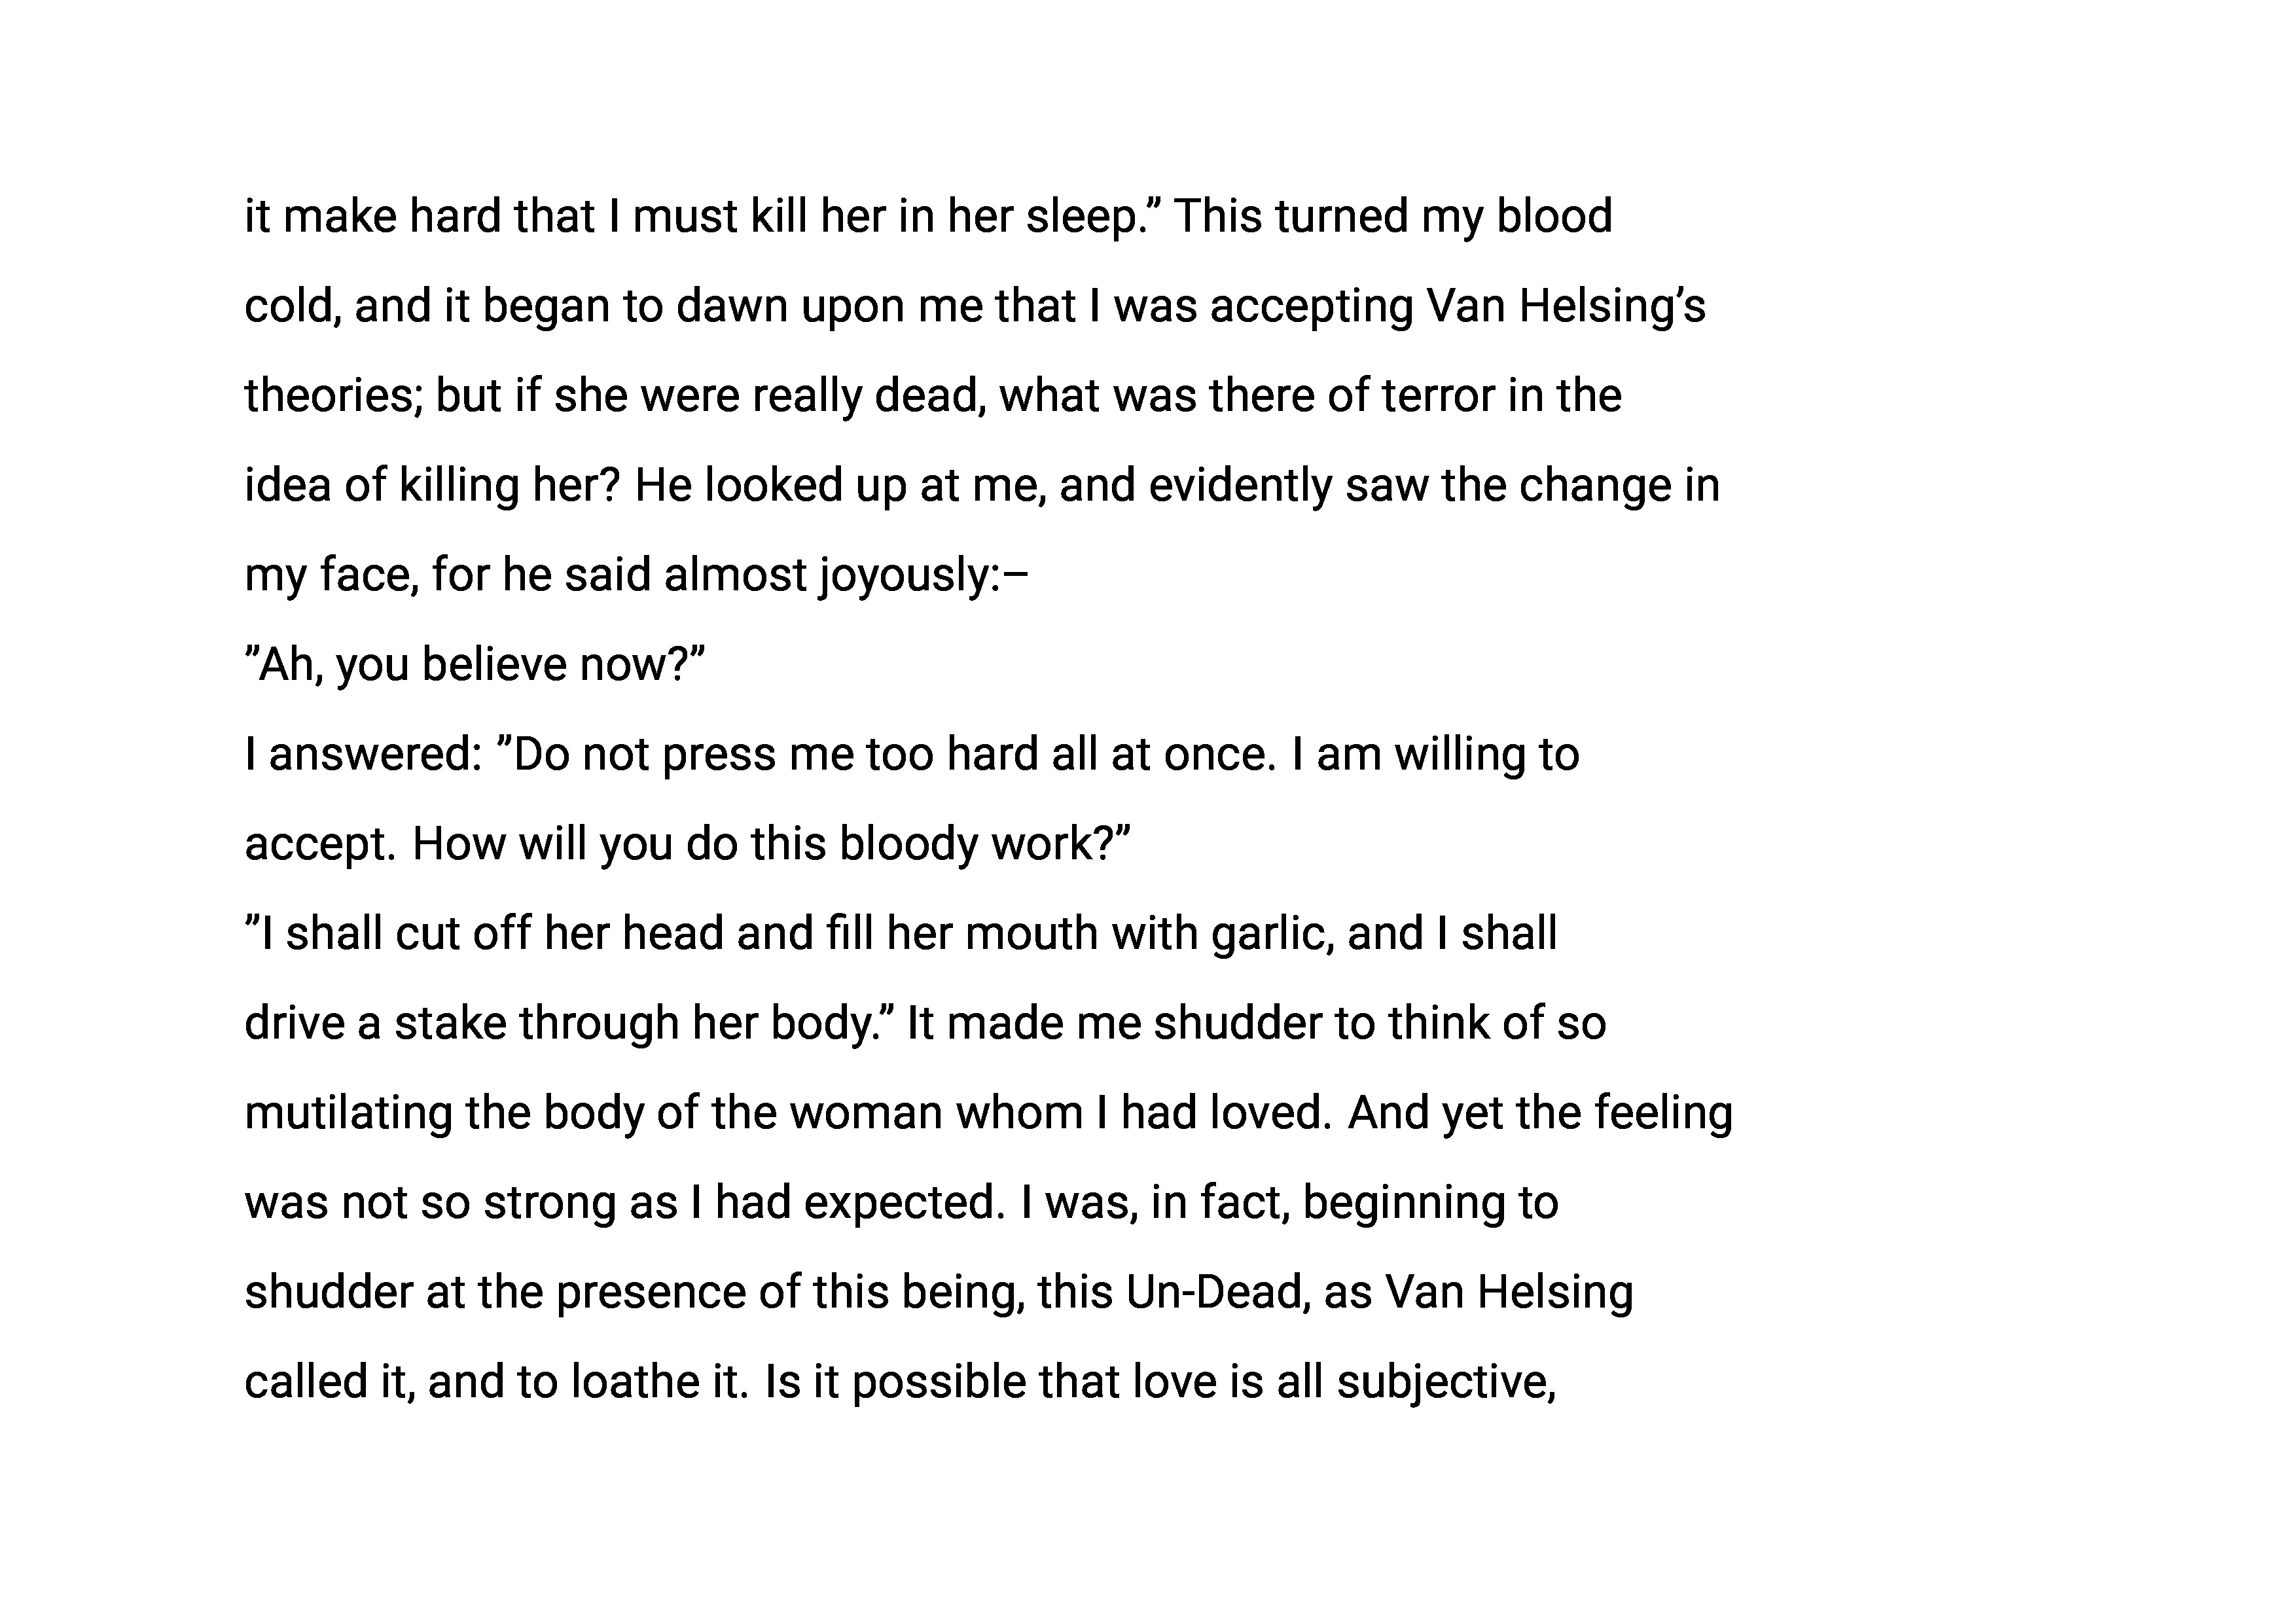 it make hard that I must kill her in her sleep.” This turned my blood
cold, and it began to dawn upon me that I was accepting Van Helsing’s
theories; but if she were really dead, what was there of terror in the
idea of killing her? He looked up at me, and evidently saw the change in
my face, for he said almost joyously:–
”Ah, you believe now?”
I answered: ”Do not press me too hard all at once. I am willing to
accept. How will you do this bloody work?”
”I shall cut off her head and fill her mouth with garlic, and I shall
drive a stake through her body.” It made me shudder to think of so
mutilating the body of the woman whom I had loved. And yet the feeling
was not so strong as I had expected. I was, in fact, beginning to
shudder at the presence of this being, this Un-Dead, as Van Helsing
called it, and to loathe it. Is it possible that love is all subjective,